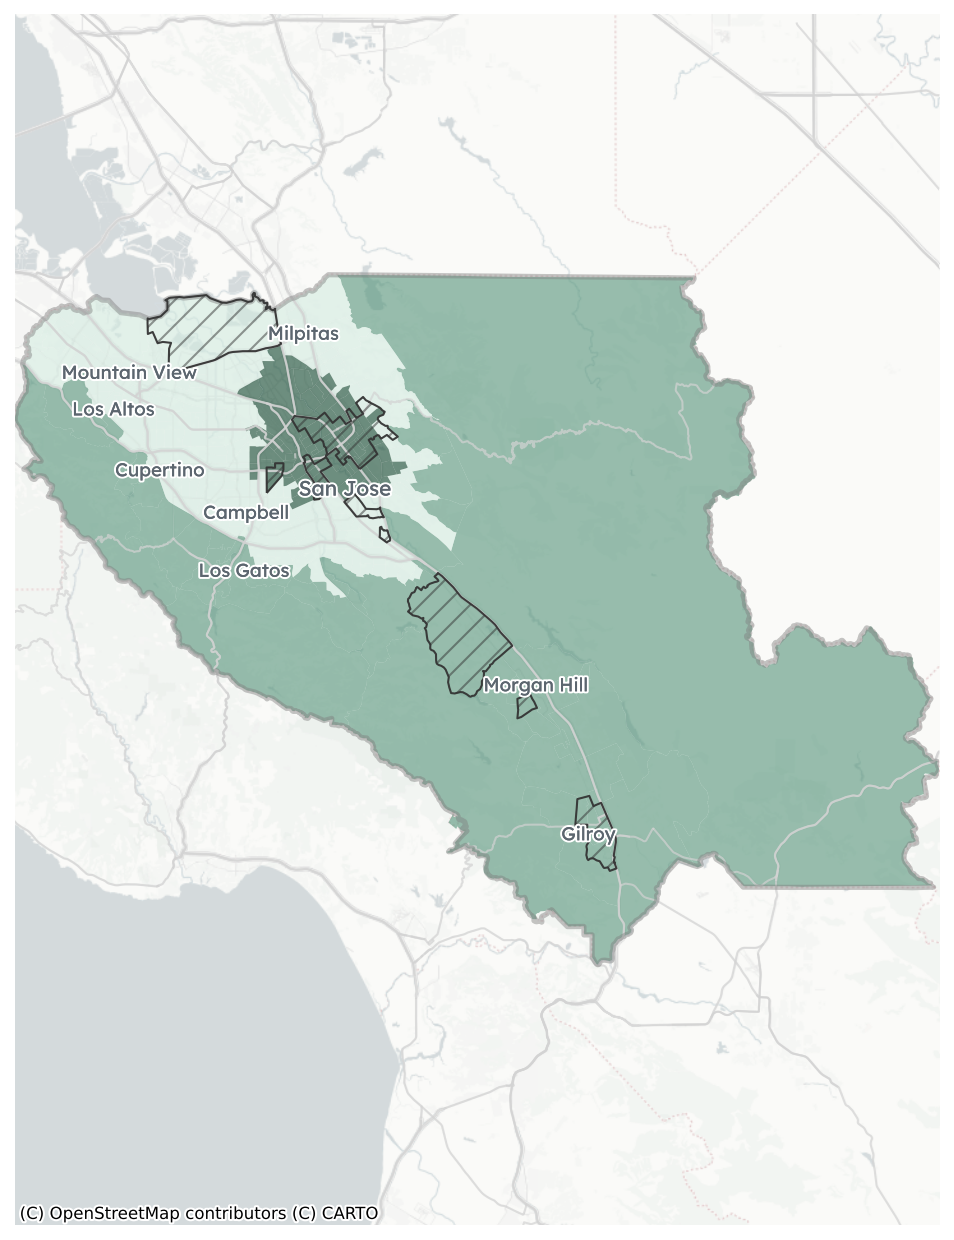 Milpitas
Mountain View
Los Altos
Cupertino
San Jose
Campbell
Los Gatos
Morgan Hill
Gilroy
(C) OpenStreetMap contributors (C) CARTO